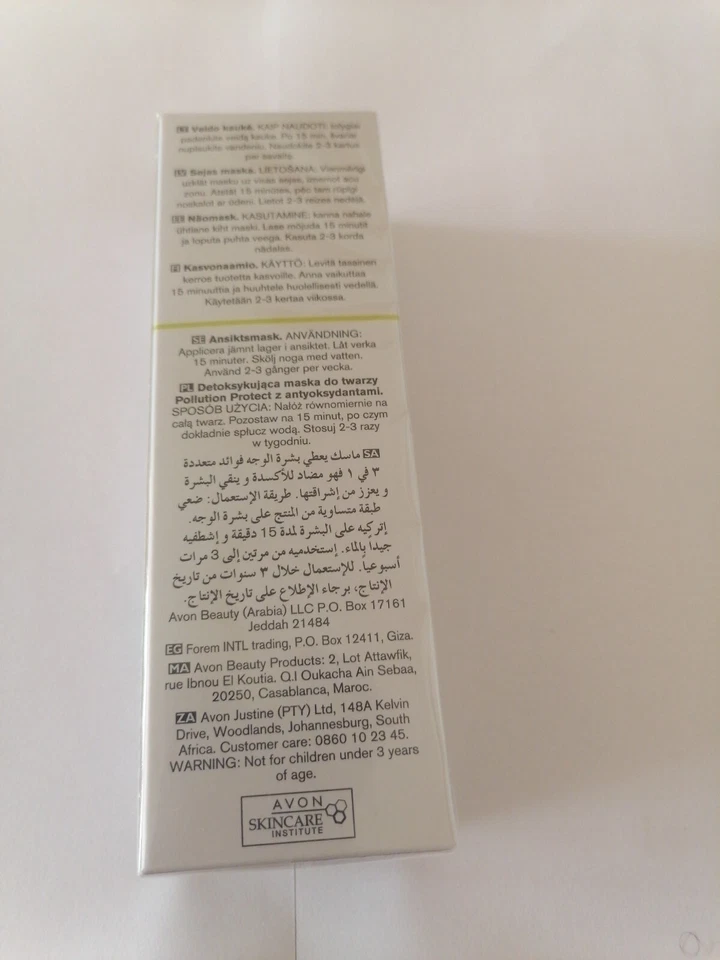 LT Veido kaukė. KAIP NAUDOTI: tolygiai
padenkite veidą kauke. Po 15 min. švariai
nuplaukite vandeniu. Naudokite 2-3 kartus
per savaitę.
LV Sejas maska. LIETOŠANA: Vienmērīgi
uzklāt masku uz visas sejas, izņemot acu
zonu. Atstāt 15 minūtes, pēc tam rūpīgi
noskalot ar ūdeni. Lietot 2-3 reizes nedēļā.
Näomask. KASUTAMINE: kanna nahale
ühtlane kiht maski. Lase mõjuda 15 minutit
ja loputa puhta veega. Kasuta 2-3 korda
nädalas.
FI Kasvonaamio. KÄYTTÖ: Levitä tasainen
kerros tuotetta kasvoille. Anna vaikuttaa
15 minuuttia ja huuhtele huolellisesti vedellä.
Käytetään 2-3 kertaa viikossa.
SE Ansiktsmask. ANVÄNDNING:
Applicera jämnt lager i ansiktet. Låt verka
15 minuter. Skölj noga med vatten.
Använd 2-3 gånger per vecka.
PL Detoksykująca maska do twarzy
Pollution Protect z antyoksydantami.
SPOSÓB UŻYCIA: Nałóż równomiernie na
całą twarz. Pozostaw na 15 minut, po czym
dokładnie spłucz wodą. Stosuj 2-3 razy
w tygodniu.
SA ماسك يعطي بشرة الوجه فوائد متعددة
٣ في ١ فهو مضاد للأكسدة و ينقي البشرة
و يعزز من إشراقتها. طريقة الإستعمال: ضعي
طبقة متساوية من المنتج على بشرة الوجه.
إتركيه على البشرة لمدة 15 دقيقة و إشطفيه
جيداً بالماء. إستخدميه من مرتين إلى 3 مرات
أسبوعياً. للإستعمال خلال ٣ سنوات من تاريخ
الإنتاج، برجاء الإطلاع على تاريخ الإنتاج.
Avon Beauty (Arabia) LLC P.O. Box 17161
Jeddah 21484
EG Forem INTL trading, P.O. Box 12411, Giza.
MA Avon Beauty Products: 2, Lot Attawfik,
rue Ibnou El Koutia. Q.I Oukacha Ain Sebaa,
20250, Casablanca, Maroc.
ZA Avon Justine (PTY) Ltd, 148A Kelvin
Drive, Woodlands, Johannesburg, South
Africa. Customer care: 0860 10 23 45.
WARNING: Not for children under 3 years
of age.
AVON
SKINCARE
INSTITUTE